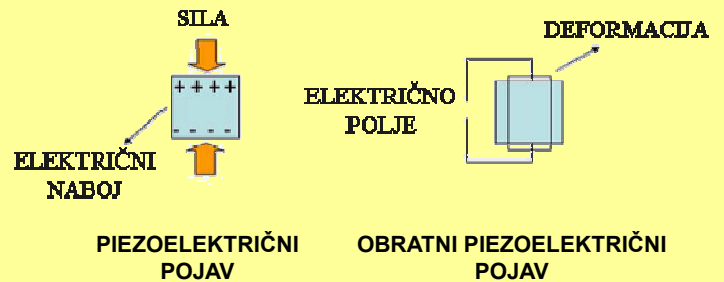 SILA
+ + + +
- - - -
ELEKTRIČNI
NABOJ
PIEZOELEKTRIČNI
POJAV
DEFORMACIJA
ELEKTRIČNO
POLJE
OBRATNI PIEZOELEKTRIČNI
POJAV